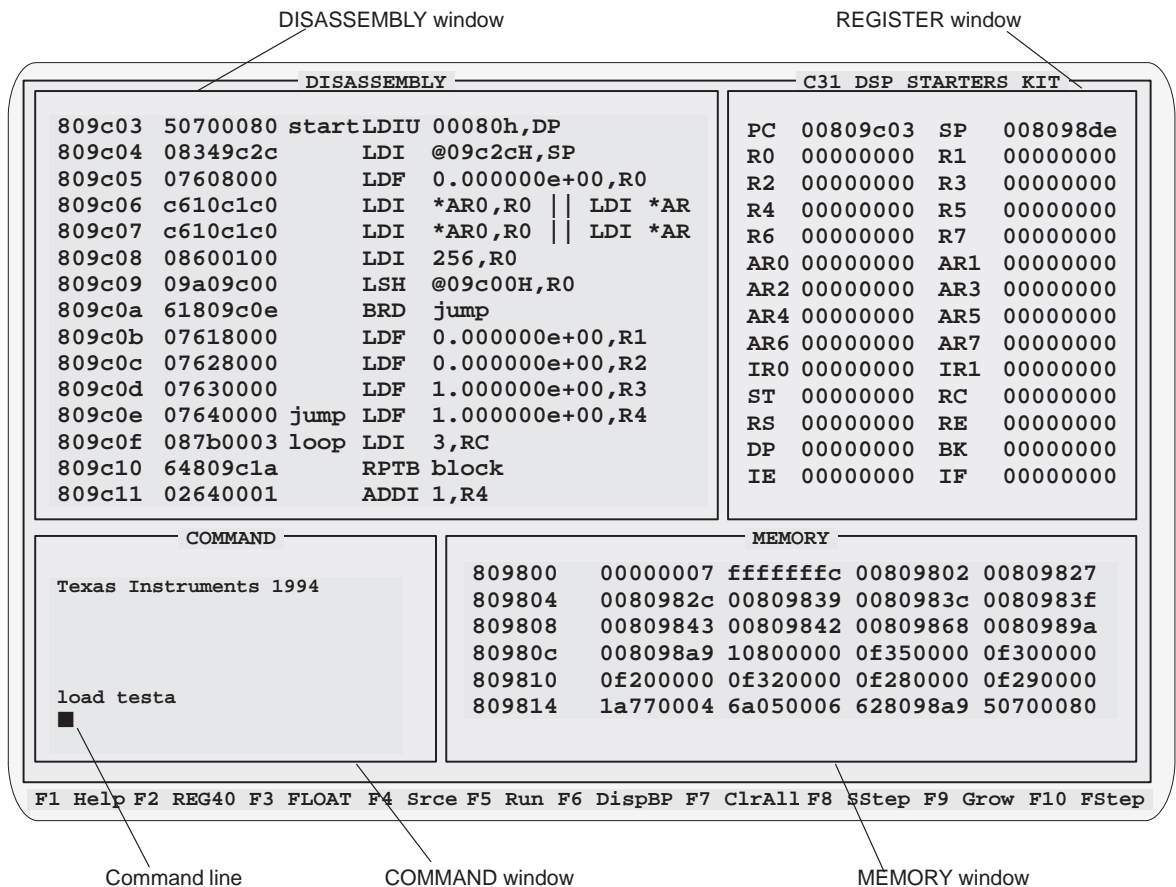 DISASSEMBLY window
REGISTER window
DISASSEMBLY
C31 DSP STARTERS KIT
809c03 50700080 start LDIU 00080h,DP
809c04 08349c2c LDI @09c2cH,SP
809c05 07608000 LDF 0.000000e+00,R0
809c06 c610c1c0 LDI *AR0,R0 || LDI *AR
809c07 c610c1c0 LDI *AR0,R0 || LDI *AR
809c08 08600100 LDI 256,R0
809c09 09a09c00 LSH @09c00H,R0
809c0a 61809c0e BRD jump
809c0b 07618000 LDF 0.000000e+00,R1
809c0c 07628000 LDF 0.000000e+00,R2
809c0d 07630000 LDF 1.000000e+00,R3
809c0e 07640000 jump LDF 1.000000e+00,R4
809c0f 087b0003 loop LDI 3,RC
809c10 64809c1a RPTB block
809c11 02640001 ADDI 1,R4
PC 00809c03 SP 008098de
R0 00000000 R1 00000000
R2 00000000 R3 00000000
R4 00000000 R5 00000000
R6 00000000 R7 00000000
AR0 00000000 AR1 00000000
AR2 00000000 AR3 00000000
AR4 00000000 AR5 00000000
AR6 00000000 AR7 00000000
IR0 00000000 IR1 00000000
ST 00000000 RC 00000000
RS 00000000 RE 00000000
DP 00000000 BK 00000000
IE 00000000 IF 00000000
COMMAND
Texas Instruments 1994
load testa
MEMORY
809800 00000007 fffffffc 00809802 00809827
809804 0080982c 00809839 0080983c 0080983f
809808 00809843 00809842 00809868 0080989a
80980c 008098a9 10800000 0f350000 0f300000
809810 0f200000 0f320000 0f280000 0f290000
809814 1a770004 6a050006 628098a9 50700080
F1 Help F2 REG40 F3 FLOAT F4 Srce F5 Run F6 DispBP F7 ClrAll F8 SStep F9 Grow F10 FStep
Command line
COMMAND window
MEMORY window